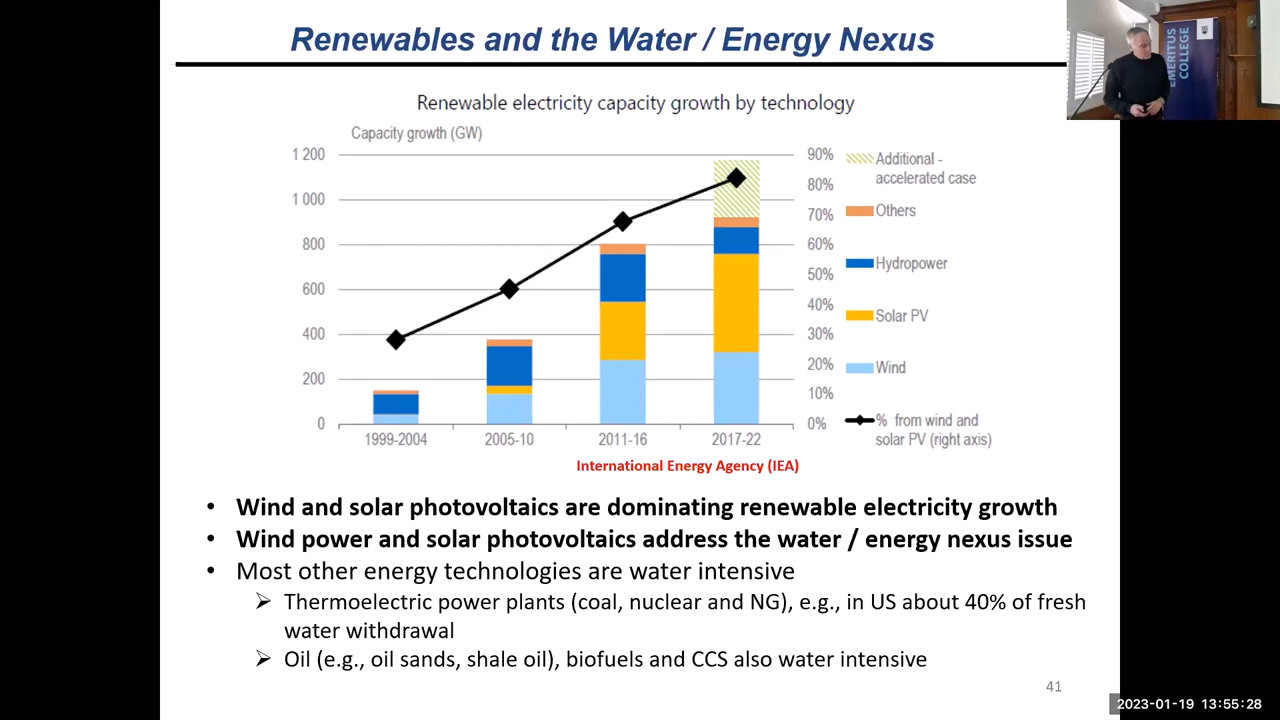 Renewables and the Water / Energy Nexus
EMERITUS
COLLEGE
Renewable electricity capacity growth by technology
Capacity growth (GW)
1 200
1 000
800
600
400
200
0
90%
80%
70%
60%
50%
40%
30%
20%
10%
0%
1999-2004
2005-10
2011-16
2017-22
Additional -
accelerated case
Others
Hydropower
Solar PV
Wind
% from wind and
solar PV (right axis)
International Energy Agency (IEA)
• Wind and solar photovoltaics are dominating renewable electricity growth
• Wind power and solar photovoltaics address the water / energy nexus issue
• Most other energy technologies are water intensive
➢ Thermoelectric power plants (coal, nuclear and NG), e.g., in US about 40% of fresh
water withdrawal
➢ Oil (e.g., oil sands, shale oil), biofuels and CCS also water intensive
41
2023-01-19 13:55:28